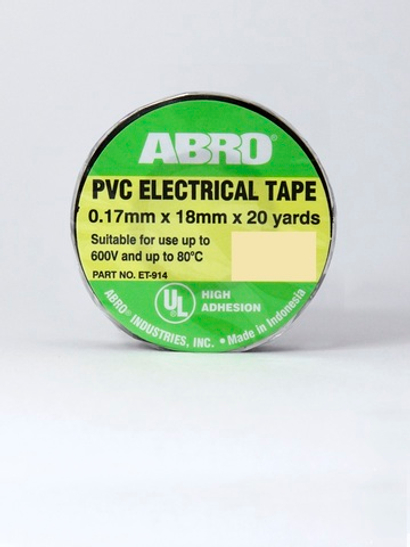 ABRO®
PVC ELECTRICAL TAPE
0.17mm x 18mm x 20 yards
Suitable for use up to
600V and up to 80°C
PART NO. ET-914
UL
HIGH
ADHESION
ABRO® INDUSTRIES, INC. • Made in Indonesia